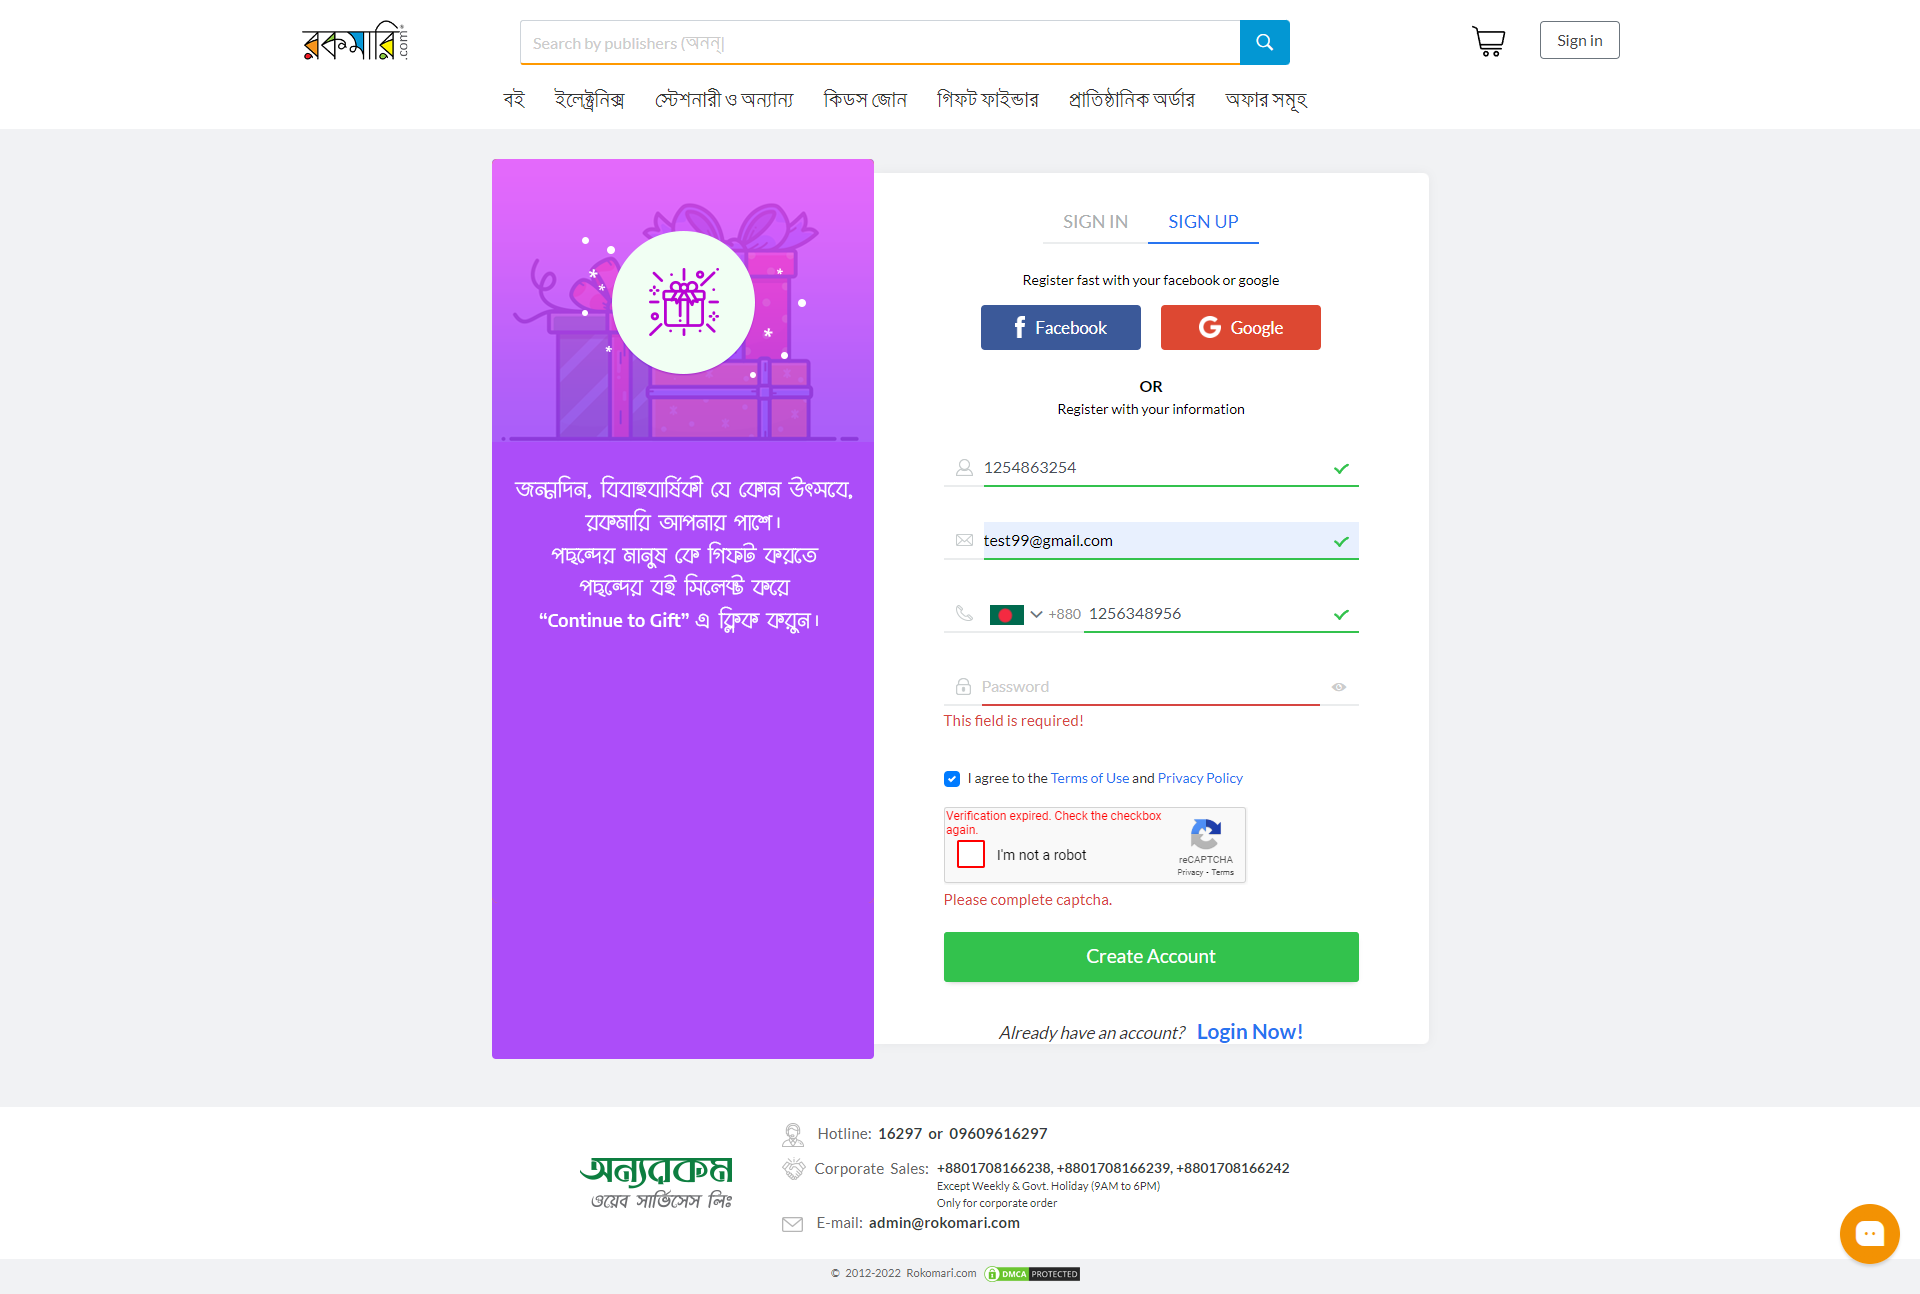 রকমারি.com
Search by publishers (অনন্
Sign in
বই ইলেক্ট্রনিক্স স্টেশনারী ও অন্যান্য কিডস জোন গিফট ফাইন্ডার প্রাতিষ্ঠানিক অর্ডার অফার সমূহ
জন্মদিন, বিবাহবার্ষিকী যে কোন উৎসবে,
রকমারি আপনার পাশে।
পছন্দের মানুষ কে গিফট করতে
পছন্দের বই সিলেক্ট করে
“Continue to Gift” এ ক্লিক করুন।
SIGN IN SIGN UP
Register fast with your facebook or google
Facebook Google
OR
Register with your information
1254863254
test99@gmail.com
+880 1256348956
Password
This field is required!
I agree to the Terms of Use and Privacy Policy
Verification expired. Check the checkbox
again.
I'm not a robot
reCAPTCHA
Privacy - Terms
Please complete captcha.
Create Account
Already have an account? Login Now!
অন্যরকম
ওয়েব সার্ভিসেস লিঃ
Hotline: 16297 or 09609616297
Corporate Sales: +8801708166238, +8801708166239, +8801708166242
Except Weekly & Govt. Holiday (9AM to 6PM)
Only for corporate order
E-mail: admin@rokomari.com
© 2012-2022 Rokomari.com DMCA PROTECTED